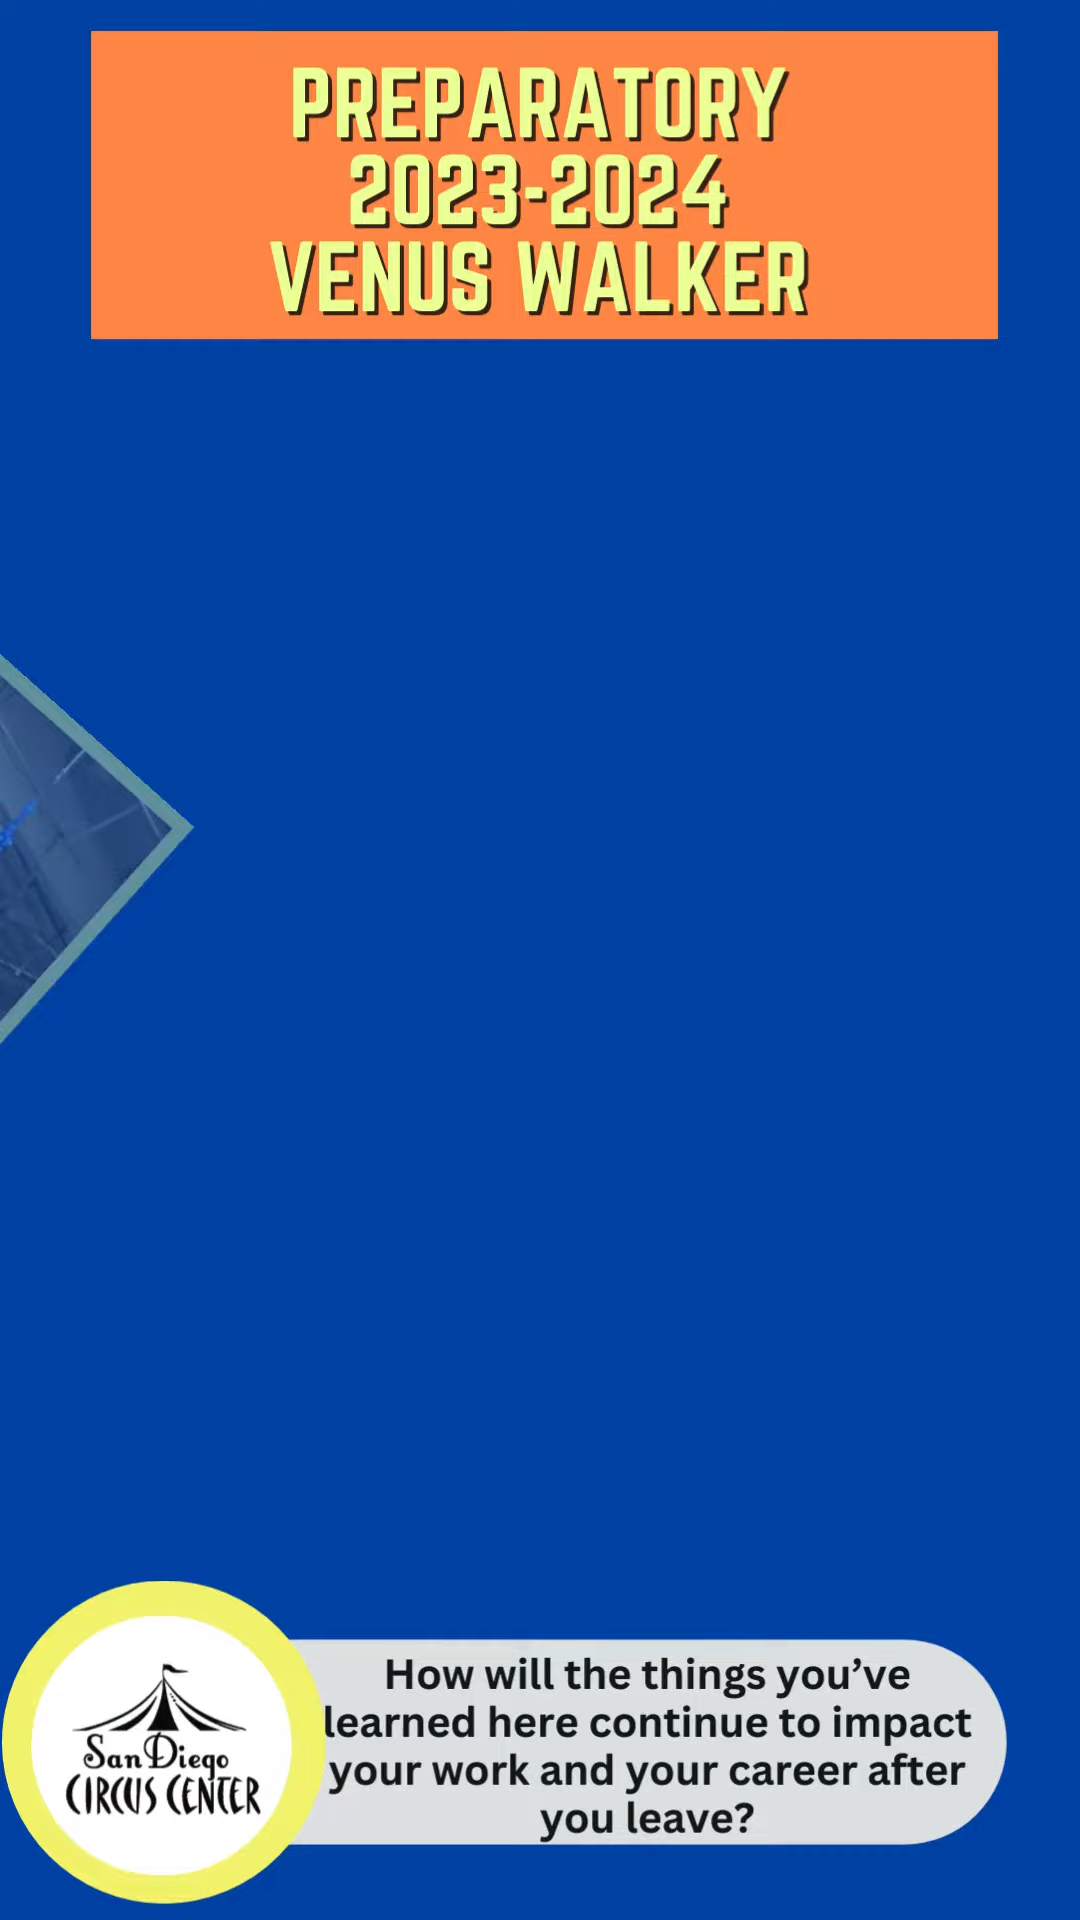 PREPARATORY
2023-2024
VENUS WALKER
San Diego
CIRCUS CENTER
How will the things you’ve
learned here continue to impact
your work and your career after
you leave?